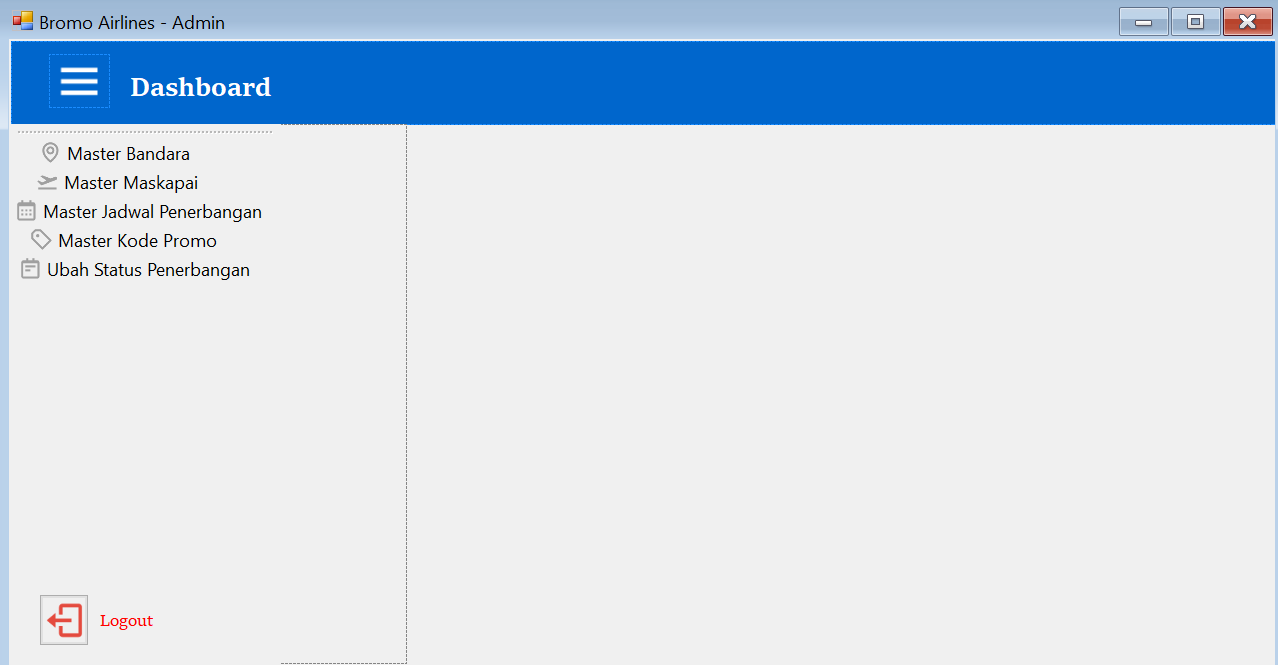 Bromo Airlines - Admin
Dashboard
Master Bandara
Master Maskapai
Master Jadwal Penerbangan
Master Kode Promo
Ubah Status Penerbangan
Logout